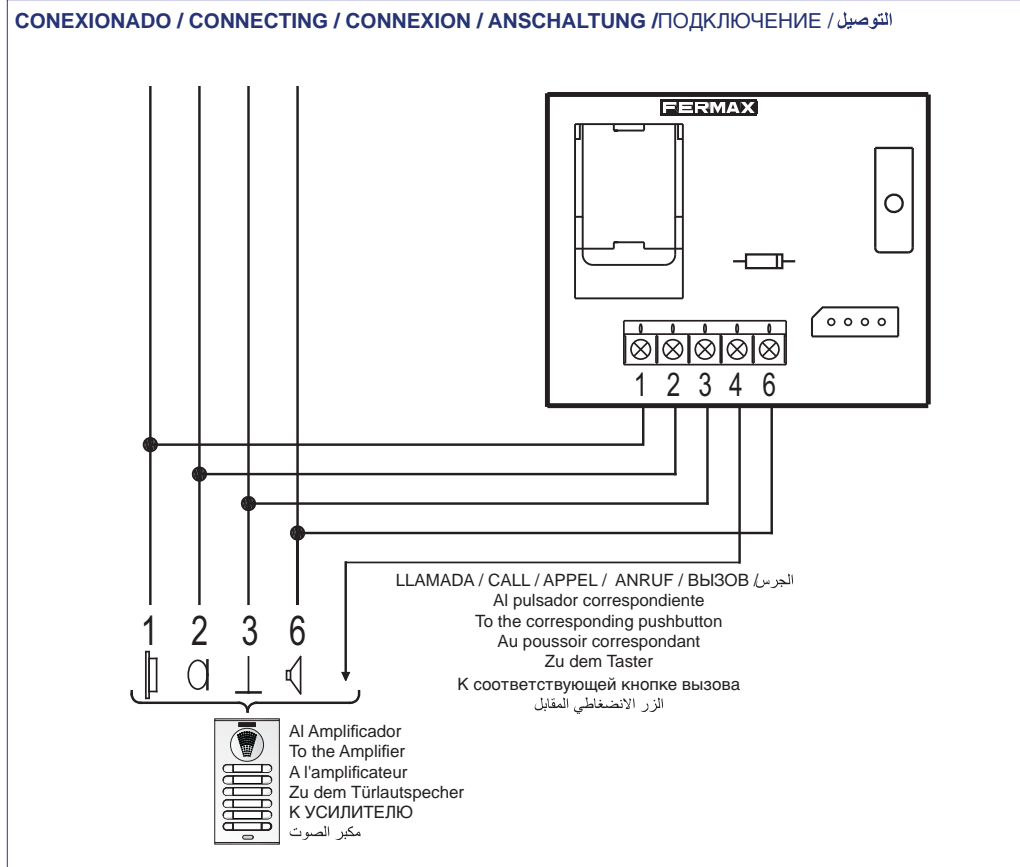 CONEXIONADO / CONNECTING / CONNEXION / ANSCHALTUNG /ПОДКЛЮЧЕНИЕ / التوصيل
FERMAX
1 2 3 4 6
LLAMADA / CALL / APPEL / ANRUF / ВЫЗОВ /الجرس
Al pulsador correspondiente
To the corresponding pushbutton
Au poussoir correspondant
Zu dem Taster
К соответствующей кнопке вызова
الزر الانضغاطي المقابل
1 2 3 6
Al Amplificador
To the Amplifier
A l'amplificateur
Zu dem Türlautspecher
К УСИЛИТЕЛЮ
مكبر الصوت